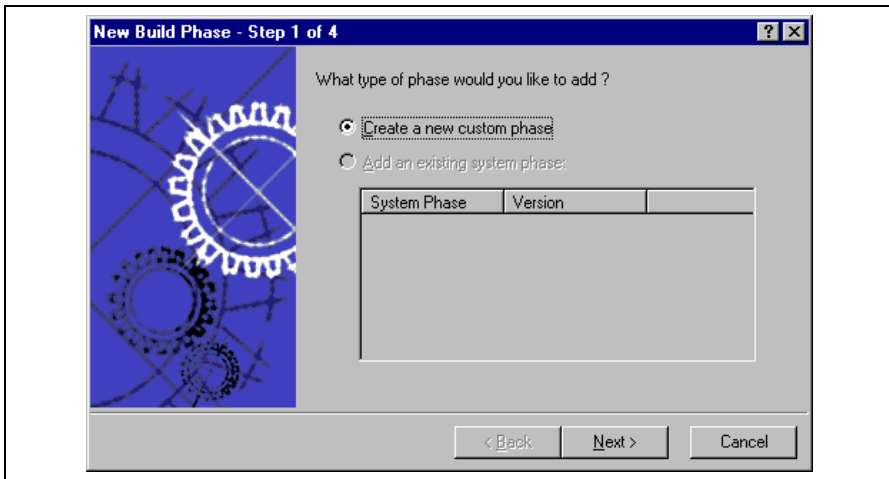 New Build Phase - Step 1 of 4
What type of phase would you like to add ?
Create a new custom phase
Add an existing system phase:
System Phase Version
< Back Next > Cancel